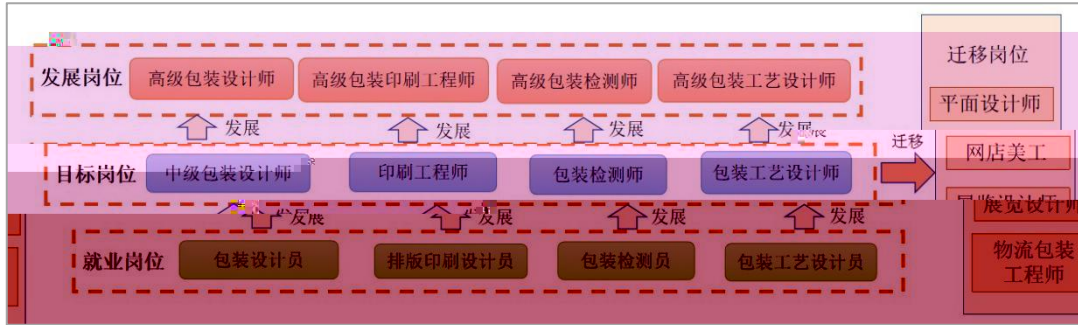 迁移岗位
发展岗位 高级包装设计师 高级包装印刷工程师 高级包装检测师 高级包装工艺设计师
平面设计师
发展 发展 发展 发展
迁移
网店美工
目标岗位 中级包装设计师 印刷工程师 包装检测师 包装工艺设计师
展览设计师
发展 发展 发展 发展
就业岗位 包装设计员 排版印刷设计员 包装检测员 包装工艺设计员
物流包装
工程师